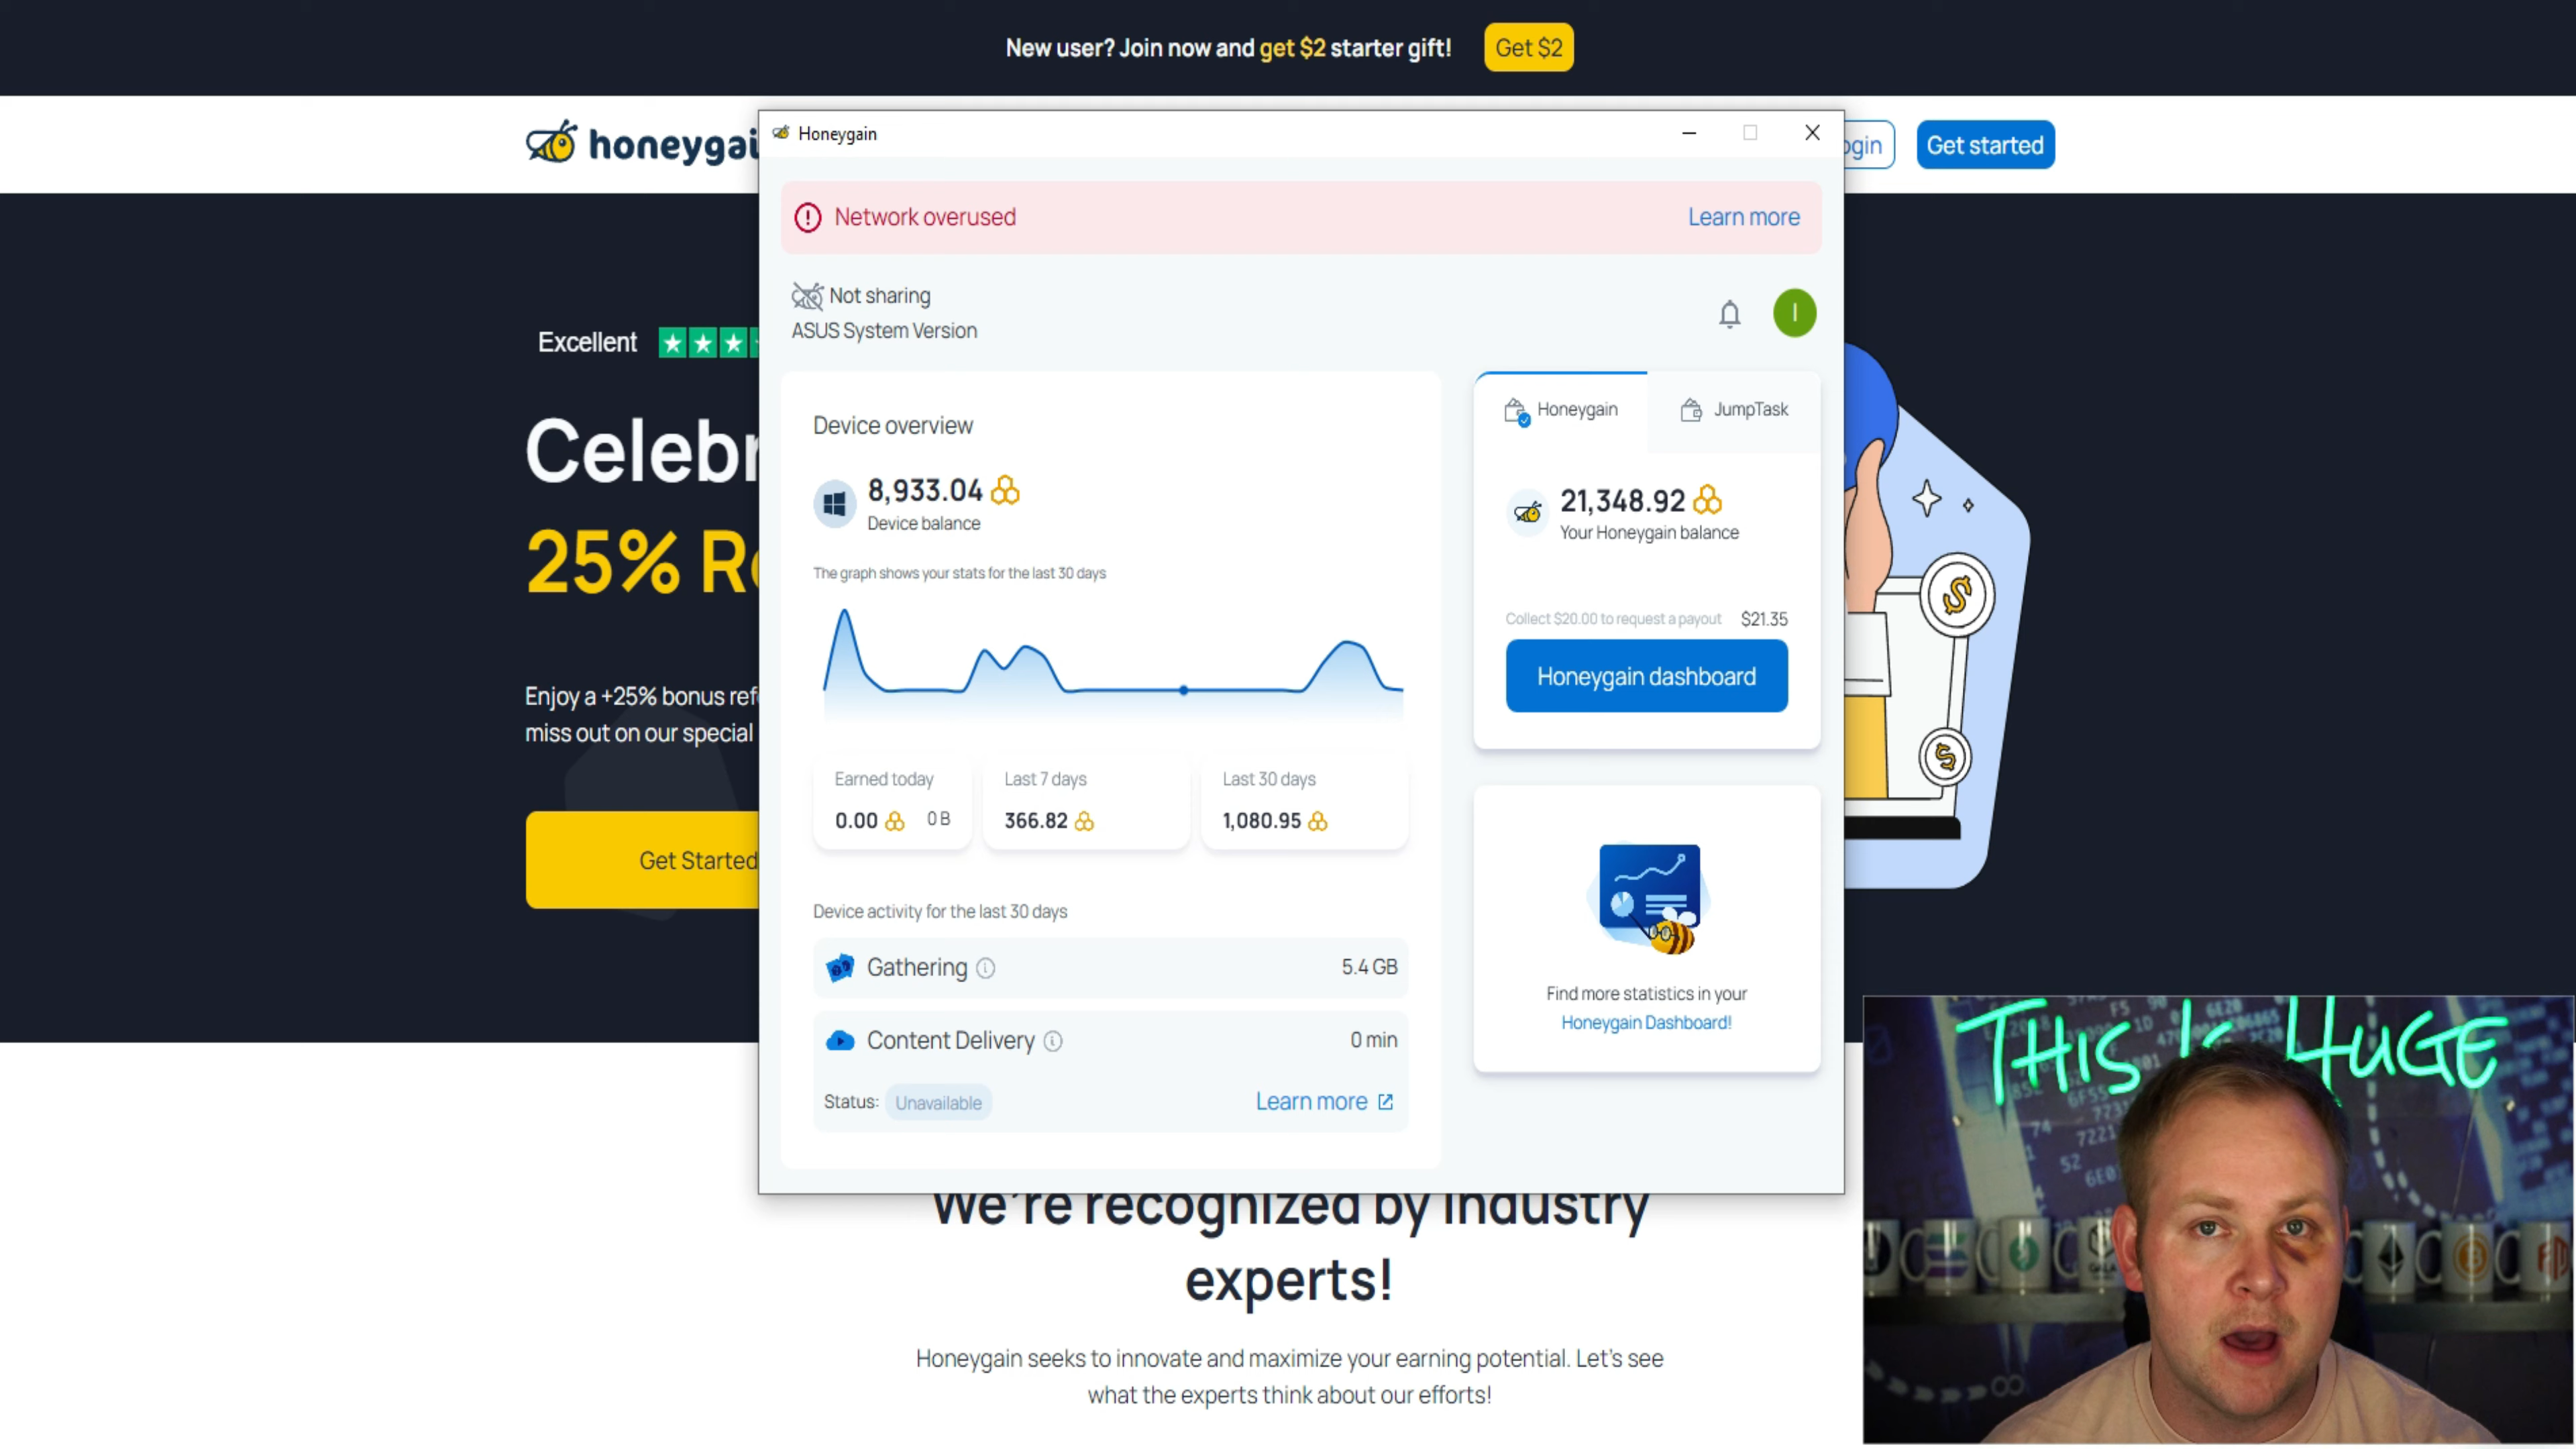 New user? Join now and get $2 starter gift!
Get $2
honeygai
Honeygain
ogin
Get started
Network overused
Learn more
Not sharing
ASUS System Version
I
Excellent
Celebr
25% R
Enjoy a +25% bonus ref
miss out on our special
Get Started
Device overview
8,933.04
Device balance
The graph shows your stats for the last 30 days
Earned today
0.00
0 B
Last 7 days
366.82
Last 30 days
1,080.95
Device activity for the last 30 days
Gathering
5.4 GB
Content Delivery
0 min
Status: Unavailable
Learn more
Honeygain
JumpTask
21,348.92
Your Honeygain balance
Collect $20.00 to request a payout
$21.35
Honeygain dashboard
Find more statistics in your
Honeygain Dashboard!
We're recognized by industry
experts!
Honeygain seeks to innovate and maximize your earning potential. Let's see
what the experts think about our efforts!
THIS IS HUGE